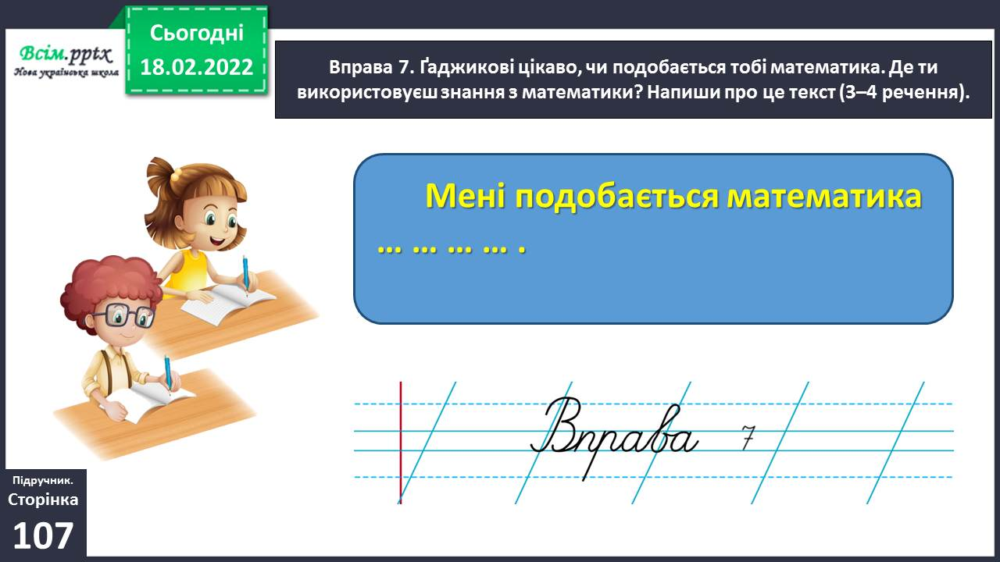 Сьогодні
18.02.2022
Всім.pptx
Нова українська школа
Вправа 7. Ґаджикові цікаво, чи подобається тобі математика. Де ти
використовуєш знання з математики? Напиши про це текст (3–4 речення).
Мені подобається математика
... ... ... ... .
Вправа 7
Підручник.
Сторінка
107